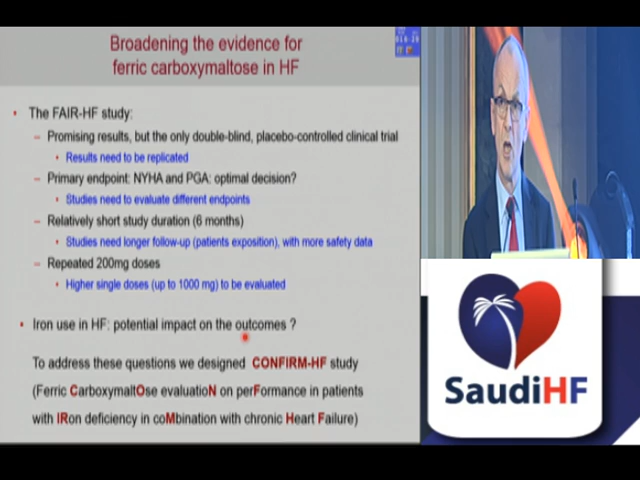 Broadening the evidence for
ferric carboxymaltose in HF
• The FAIR-HF study:
– Promising results, but the only double-blind, placebo-controlled clinical trial
• Results need to be replicated
– Primary endpoint: NYHA and PGA: optimal decision?
• Studies need to evaluate different endpoints
– Relatively short study duration (6 months)
• Studies need longer follow-up (patients exposition), with more safety data
– Repeated 200mg doses
• Higher single doses (up to 1000 mg) to be evaluated
• Iron use in HF: potential impact on the outcomes ?
To address these questions we designed CONFIRM-HF study
(Ferric CarboxymaltOse evaluatioN on perFormance in patients
with IRon deficiency in coMbination with chronic Heart Failure)
SaudiHF